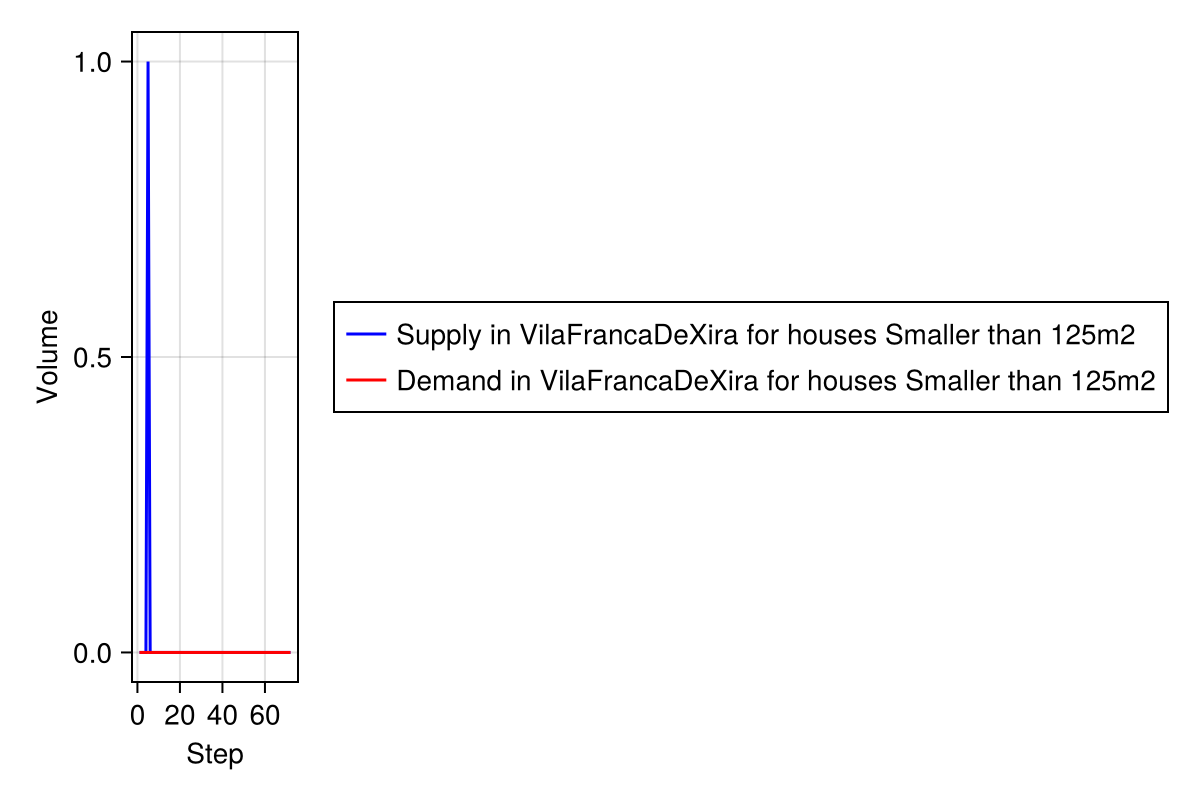 1.0
0.5
0.0
Volume
0 20 40 60
Step
Supply in VilaFrancaDeXira for houses Smaller than 125m2
Demand in VilaFrancaDeXira for houses Smaller than 125m2